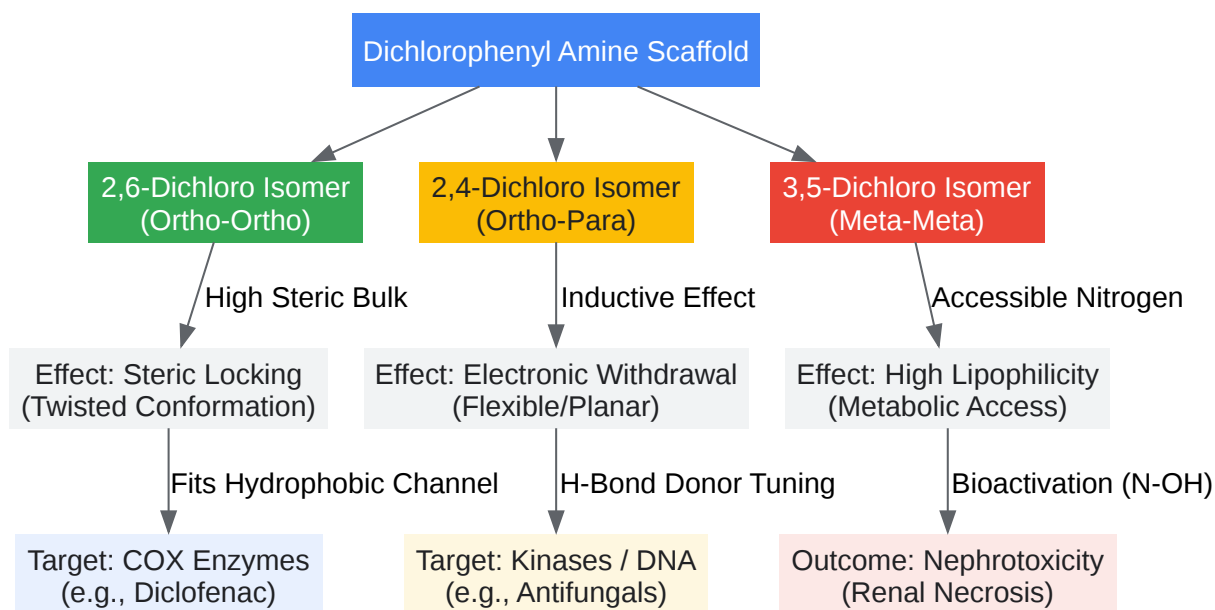 Dichlorophenyl Amine Scaffold
2,6-Dichloro Isomer
(Ortho-Ortho)
2,4-Dichloro Isomer
(Ortho-Para)
3,5-Dichloro Isomer
(Meta-Meta)
High Steric Bulk
Inductive Effect
Accessible Nitrogen
Effect: Steric Locking
(Twisted Conformation)
Effect: Electronic Withdrawal
(Flexible/Planar)
Effect: High Lipophilicity
(Metabolic Access)
Fits Hydrophobic Channel
H-Bond Donor Tuning
Bioactivation (N-OH)
Target: COX Enzymes
(e.g., Diclofenac)
Target: Kinases / DNA
(e.g., Antifungals)
Outcome: Nephrotoxicity
(Renal Necrosis)